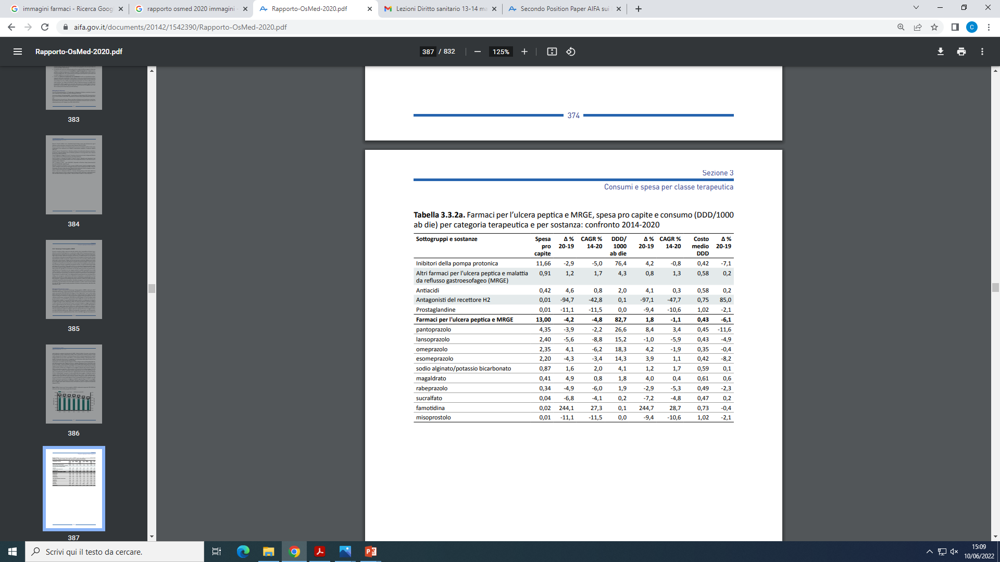 immagini farmaci - Ricerca Goog
rapporto osmed 2020 immagini -
Rapporto-OsMed-2020.pdf
Lezioni Diritto sanitario 13-14 ma
Secondo Position Paper AIFA sui
aifa.gov.it/documents/20142/1542390/Rapporto-OsMed-2020.pdf
C
Rapporto-OsMed-2020.pdf
387 / 832
125%
383
384
385
386
387
374
Sezione 3
Consumi e spesa per classe terapeutica
Tabella 3.3.2a. Farmaci per l'ulcera peptica e MRGE, spesa pro capite e consumo (DDD/1000
ab die) per categoria terapeutica e per sostanza: confronto 2014-2020
Sottogruppi e sostanze Spesa Δ % CAGR % DDD/ Δ % CAGR % Costo Δ %
pro 20-19 14-20 1000 20-19 14-20 medio 20-19
capite ab die DDD
Inibitori della pompa protonica 11,66 -2,9 -5,0 76,4 4,2 -0,8 0,42 -7,1
Altri farmaci per l'ulcera peptica e malattia 0,91 1,2 1,7 4,3 0,8 1,3 0,58 0,2
da reflusso gastroesofageo (MRGE)
Antiacidi 0,42 4,6 0,8 2,0 4,1 0,3 0,58 0,2
Antagonisti del recettore H2 0,01 -94,7 -42,8 0,1 -97,1 -47,7 0,75 85,0
Prostaglandine 0,01 -11,1 -11,5 0,0 -9,4 -10,6 1,02 -2,1
Farmaci per l'ulcera peptica e MRGE 13,00 -4,2 -4,8 82,7 1,8 -1,1 0,43 -6,1
pantoprazolo 4,35 -3,9 -2,2 26,6 8,4 3,4 0,45 -11,6
lansoprazolo 2,40 -5,6 -8,8 15,2 -1,0 -5,9 0,43 -4,9
omeprazolo 2,35 4,1 -6,2 18,3 4,2 -1,9 0,35 -0,4
esomeprazolo 2,20 -4,3 -3,4 14,3 3,9 1,1 0,42 -8,2
sodio alginato/potassio bicarbonato 0,87 1,6 2,0 4,1 1,2 1,7 0,59 0,1
magaldrato 0,41 4,9 0,8 1,8 4,0 0,4 0,61 0,6
rabeprazolo 0,34 -4,9 -6,0 1,9 -2,9 -5,3 0,49 -2,3
sucralfato 0,04 -6,8 -4,1 0,2 -7,2 -4,8 0,47 0,2
famotidina 0,02 244,1 27,3 0,1 244,7 28,7 0,73 -0,4
misoprostolo 0,01 -11,1 -11,5 0,0 -9,4 -10,6 1,02 -2,1
Scrivi qui il testo da cercare.
15:09
10/06/2022